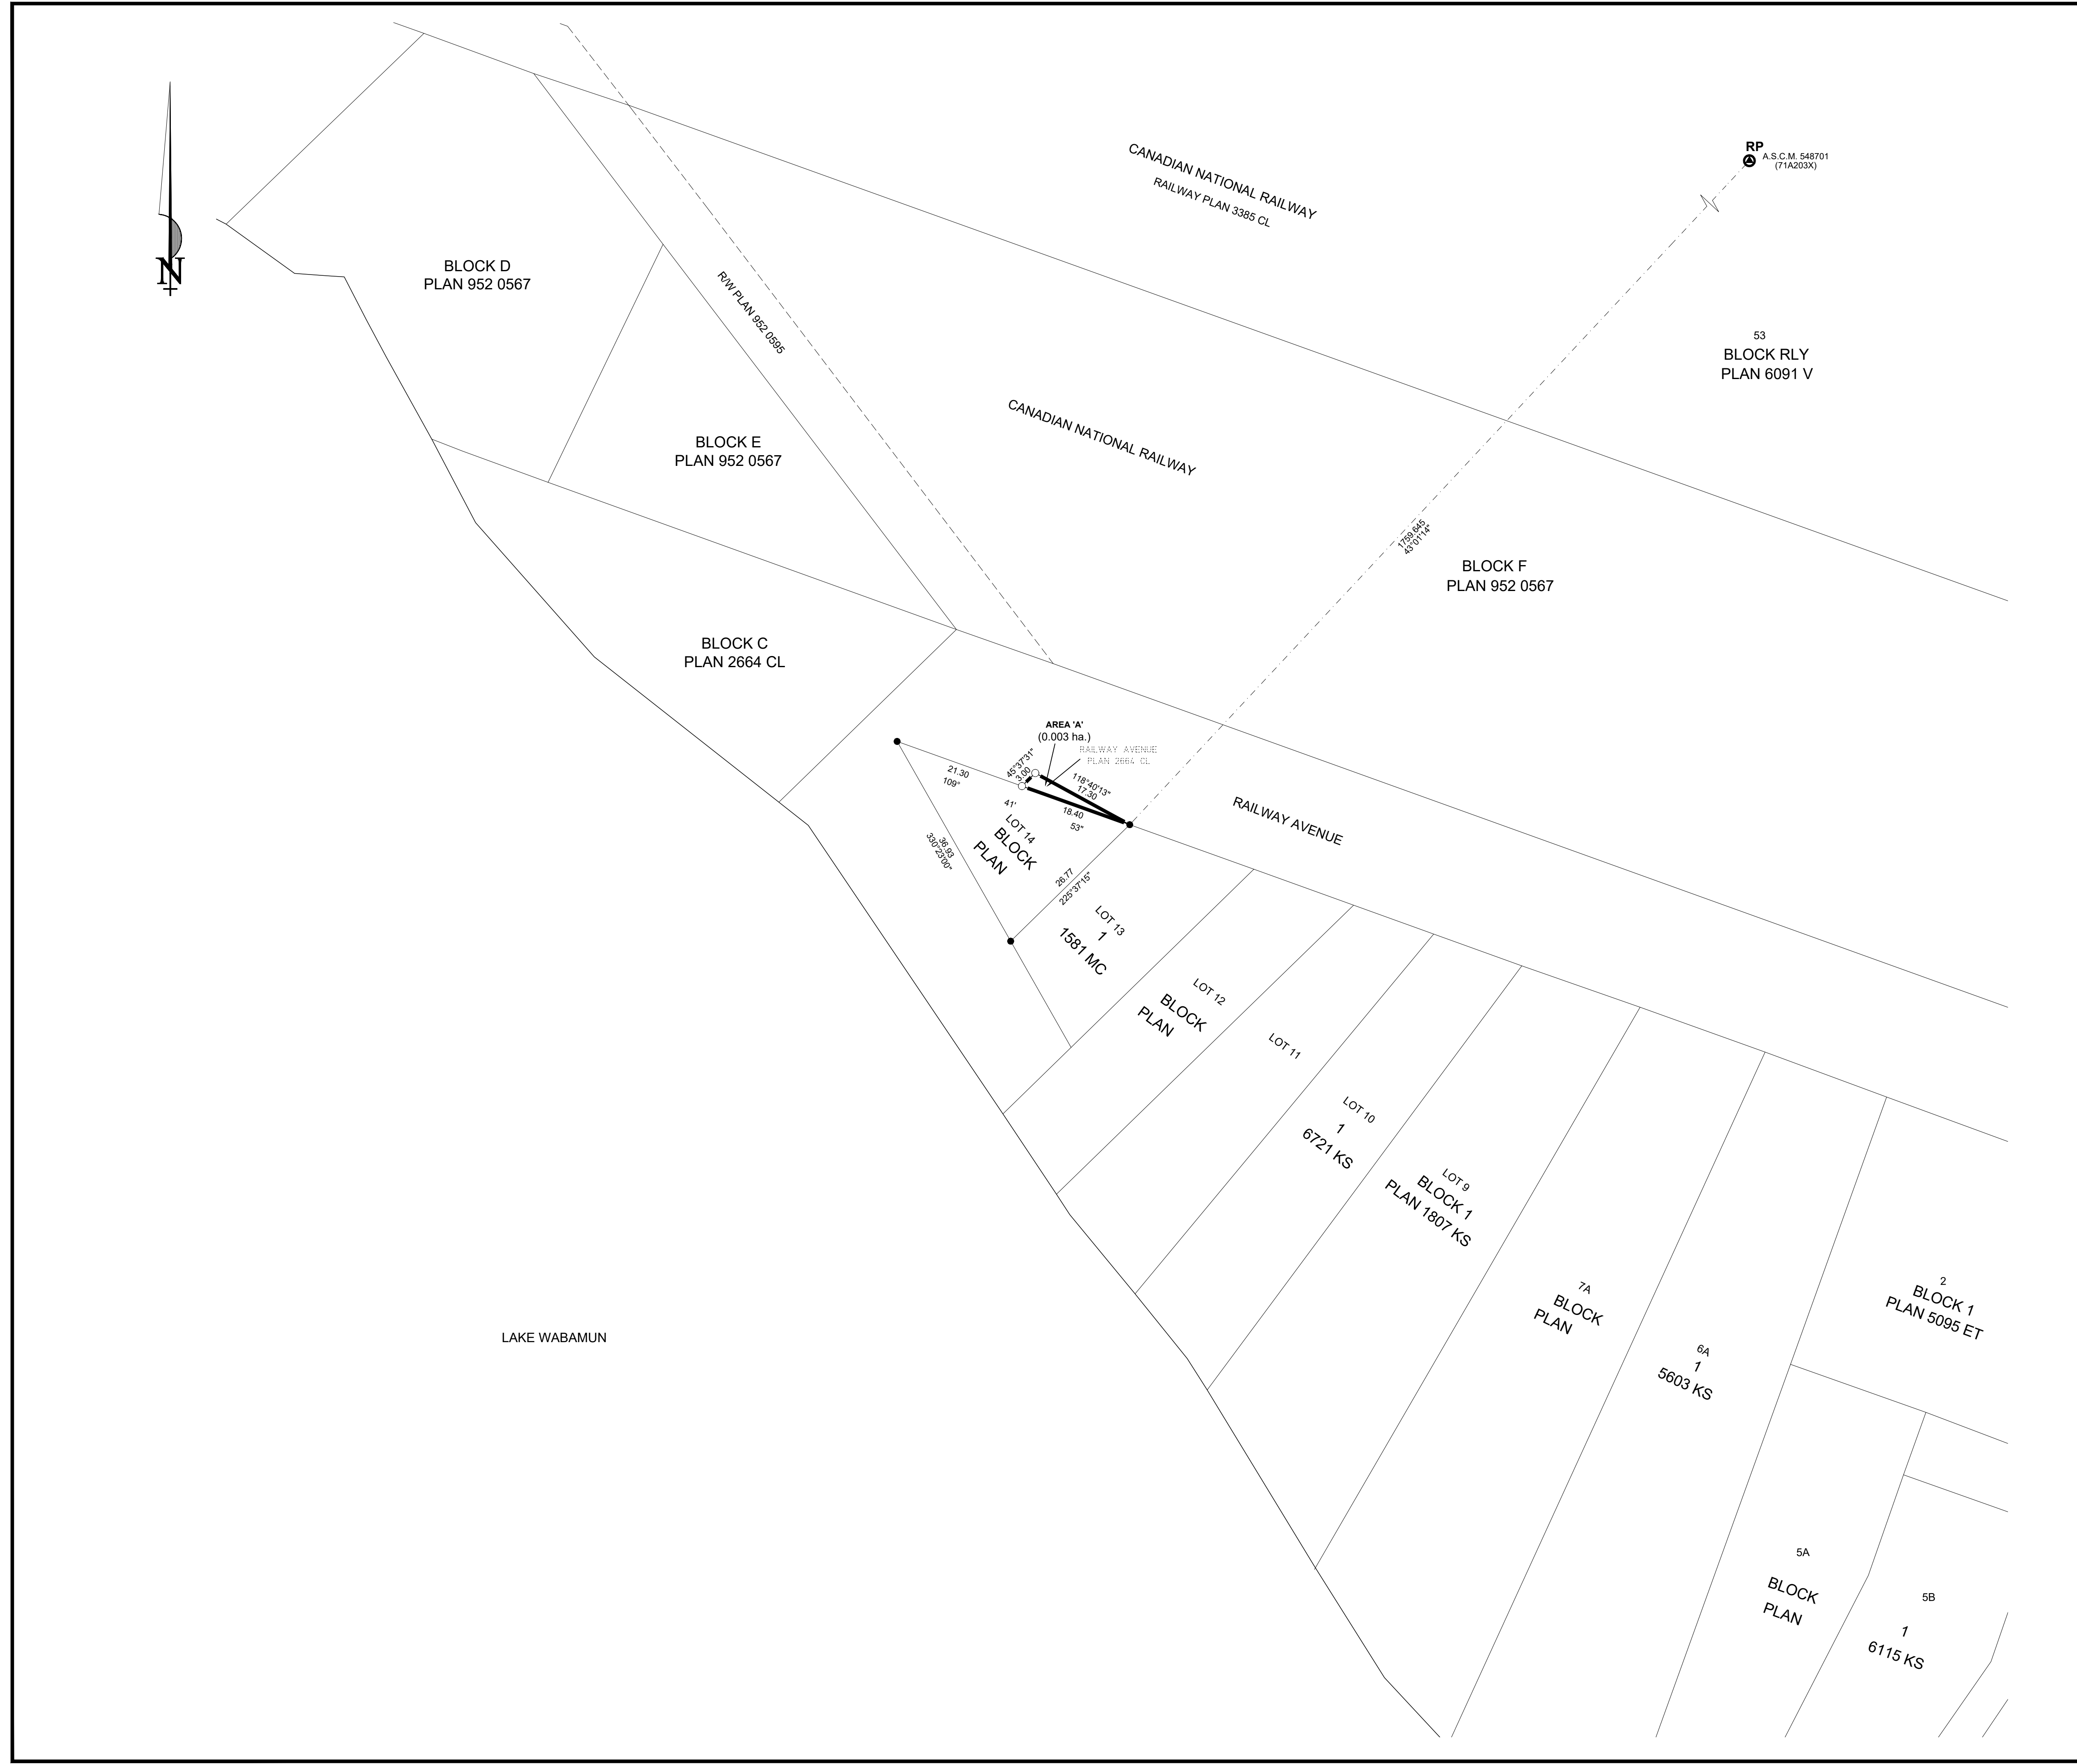 CANADIAN NATIONAL RAILWAY
RAILWAY PLAN 3385 CL
RP
A.S.C.M. 548701
(71A203X)
N
BLOCK D
PLAN 952 0567
R/W PLAN 952 0595
53
BLOCK RLY
PLAN 6091 V
CANADIAN NATIONAL RAILWAY
BLOCK E
PLAN 952 0567
1759.645
43°01'14"
BLOCK F
PLAN 952 0567
BLOCK C
PLAN 2664 CL
AREA 'A'
(0.003 ha.)
RAILWAY AVENUE
PLAN 2664 CL
45°37'31"
3.00
118°40'13"
17.30
21.30
109°
41'
18.40
53"
RAILWAY AVENUE
LOT 14
BLOCK
PLAN
36.93
330°23'00"
26.77
225°37'15"
LOT 13
1
1581 MC
LOT 12
BLOCK
PLAN
LOT 11
LOT 10
1
6721 KS
LOT 9
BLOCK 1
PLAN 1807 KS
7A
BLOCK
PLAN
2
BLOCK 1
PLAN 5095 ET
LAKE WABAMUN
6A
1
5603 KS
5A
BLOCK
PLAN
5B
1
6115 KS